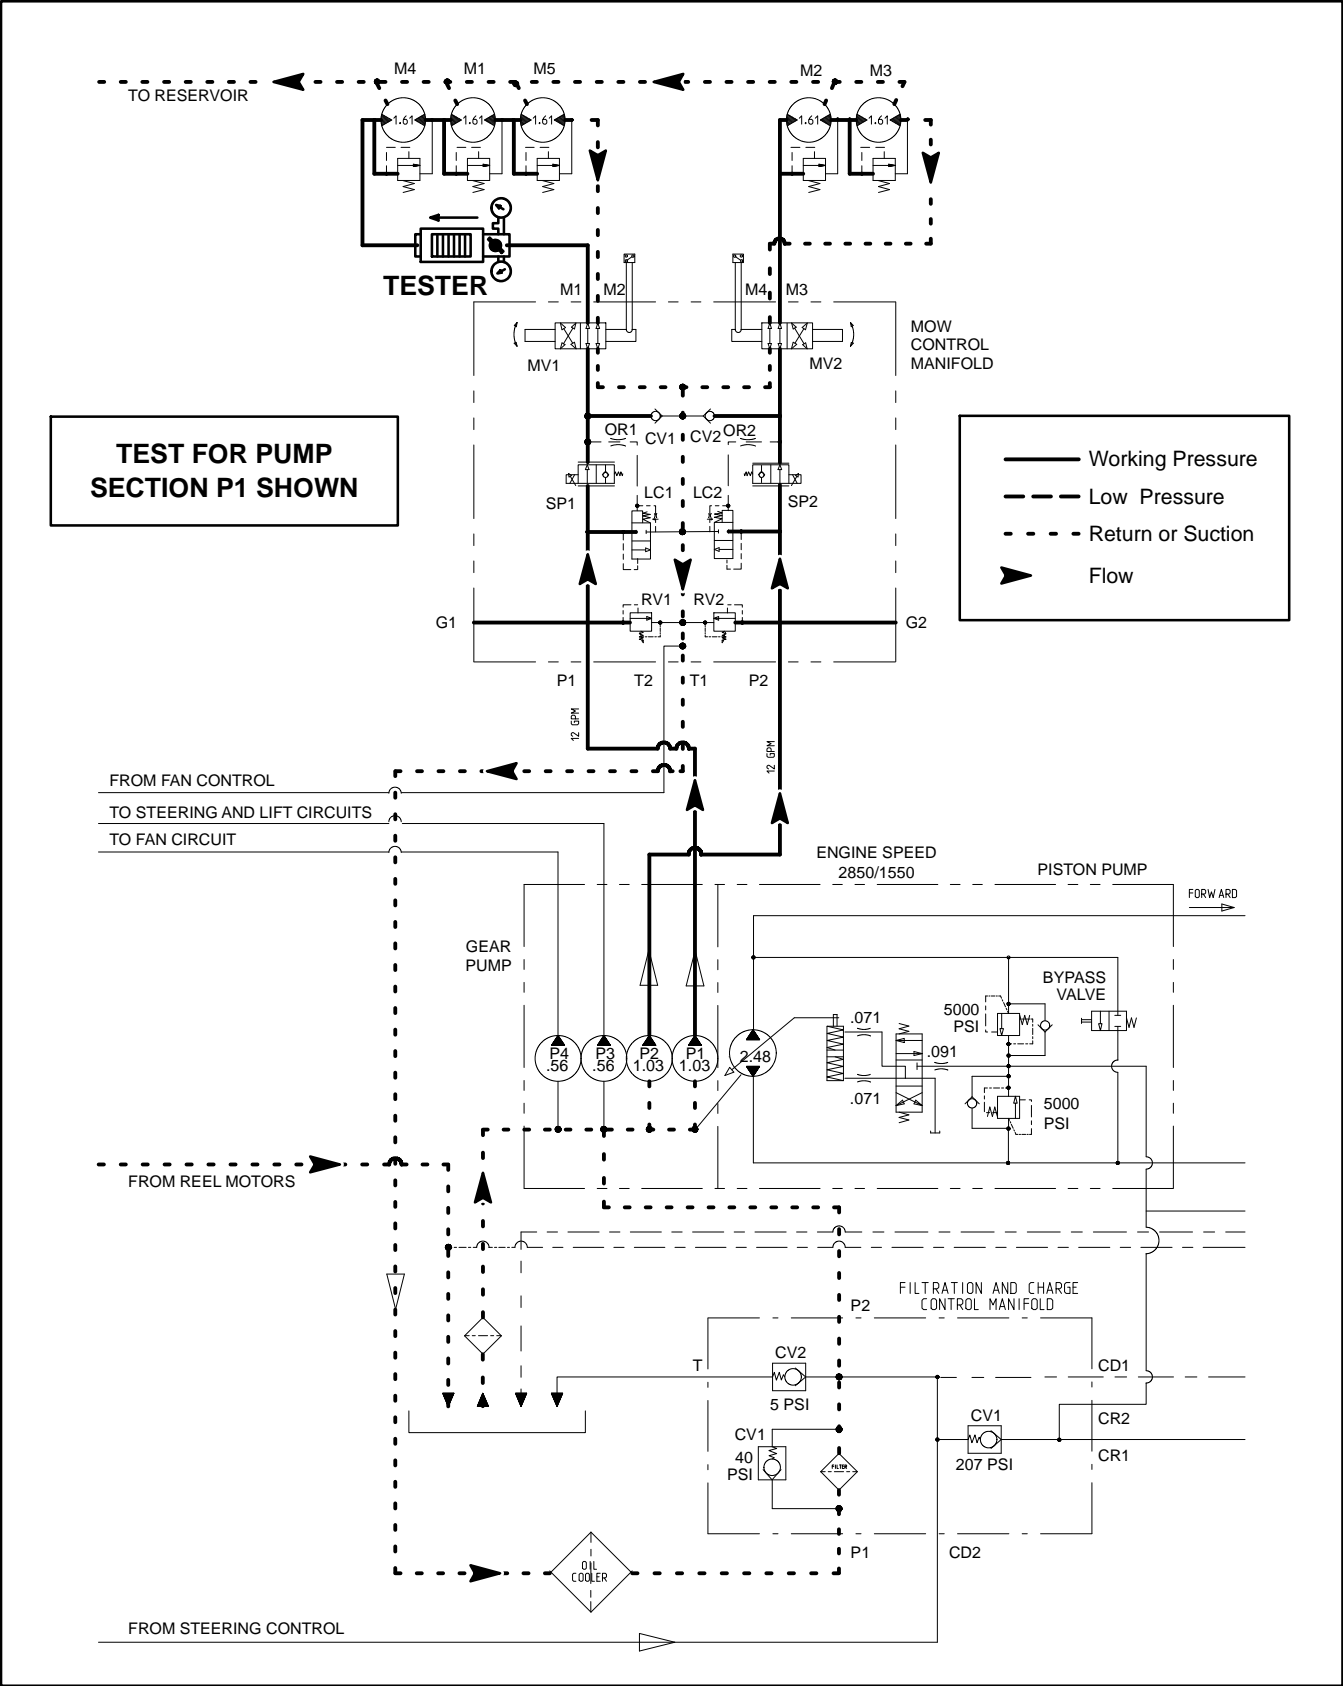 M4 M1 M5 M2 M3
TO RESERVOIR
1.61 1.61 1.61 1.61 1.61
TESTER
M1 M2 M4 M3
MOW
CONTROL
MANIFOLD
MV1 MV2
TEST FOR PUMP
SECTION P1 SHOWN
OR1 CV1 CV2 OR2
Working Pressure
Low Pressure
Return or Suction
Flow
SP1 LC1 LC2 SP2
RV1 RV2
G1 G2
P1 T2 T1 P2
12 GPM
12 GPM
FROM FAN CONTROL
TO STEERING AND LIFT CIRCUITS
TO FAN CIRCUIT
ENGINE SPEED
2850/1550
PISTON PUMP
FORWARD
GEAR
PUMP
BYPASS
VALVE
5000
PSI
.071
.091
.071
P4
.56
P3
.56
P2
1.03
P1
1.03
2.48
5000
PSI
FROM REEL MOTORS
FILTRATION AND CHARGE
CONTROL MANIFOLD
P2
T
CV2
5 PSI
CD1
CV1
40
PSI
FILTER
CV1
207 PSI
CR2
CR1
P1
CD2
OIL
COOLER
FROM STEERING CONTROL